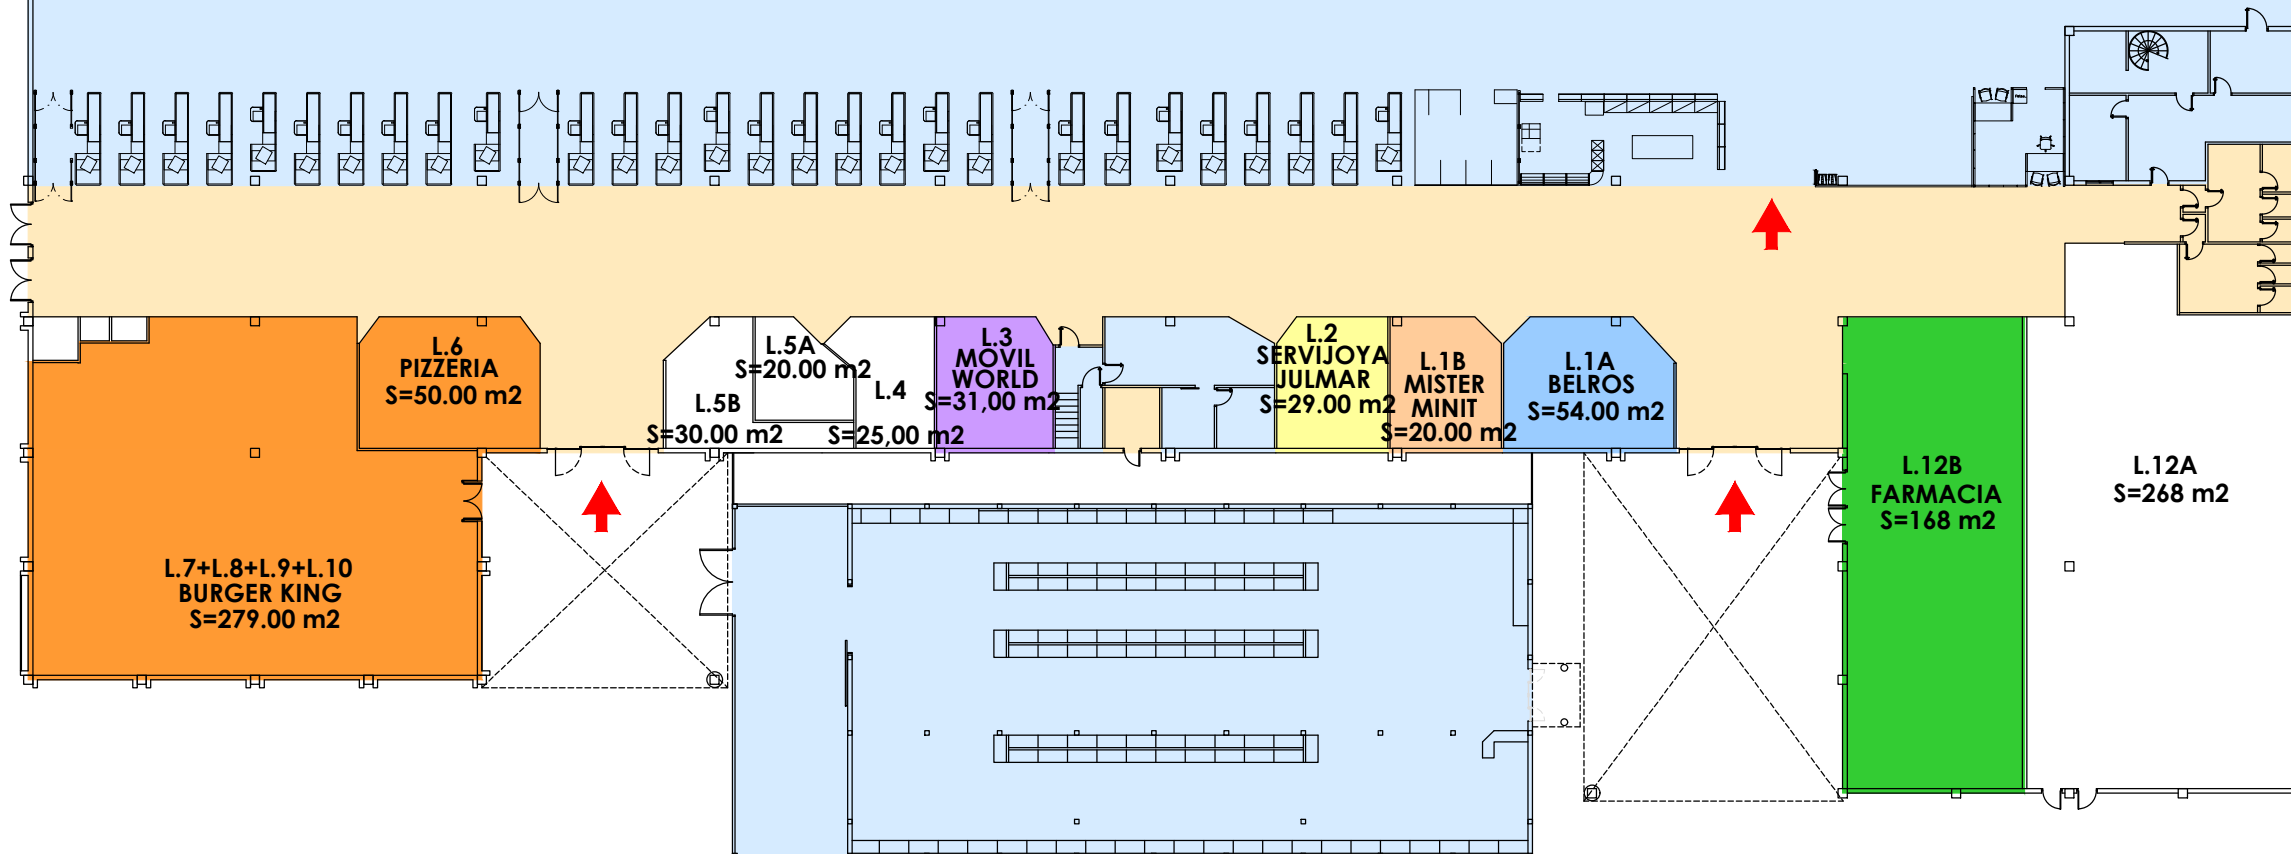 L.6
PIZZERIA
S=50.00 m2
L.5A
S=20.00 m2
L.5B
S=30.00 m2
L.4
S=25,00 m2
L.3
MOVIL
WORLD
S=31,00 m2
L.2
SERVIJOYA
JULMAR
S=29.00 m2
L.1B
MISTER
MINIT
S=20.00 m2
L.1A
BELROS
S=54.00 m2
L.12B
FARMACIA
S=168 m2
L.12A
S=268 m2
L.7+L.8+L.9+L.10
BURGER KING
S=279.00 m2